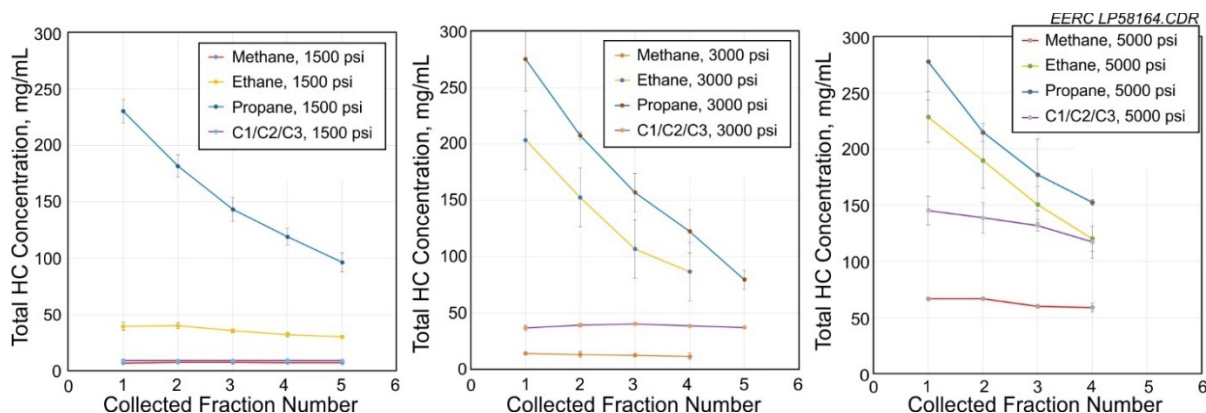 EERC LP58164.CDR
Total HC Concentration, mg/mL
300
250
200
150
100
50
0
Methane, 1500 psi
Ethane, 1500 psi
Propane, 1500 psi
C1/C2/C3, 1500 psi
0 1 2 3 4 5 6
Collected Fraction Number
Total HC Concentration, mg/mL
300
250
200
150
100
50
0
Methane, 3000 psi
Ethane, 3000 psi
Propane, 3000 psi
C1/C2/C3, 3000 psi
0 1 2 3 4 5 6
Collected Fraction Number
Total HC Concentration, mg/mL
300
250
200
150
100
50
0
Methane, 5000 psi
Ethane, 5000 psi
Propane, 5000 psi
C1/C2/C3, 5000 psi
0 1 2 3 4 5 6
Collected Fraction Number